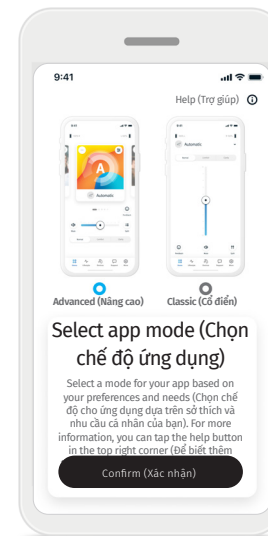 9:41
Help (Trợ giúp)
A
Automatic
Automatic
Advanced (Nâng cao)
Classic (Cổ điển)
Select app mode (Chọn
chế độ ứng dụng)
Select a mode for your app based on
your preferences and needs (Chọn chế
độ cho ứng dụng dựa trên sở thích và
nhu cầu cá nhân của bạn). For more
information, you can tap the help button
in the top right corner (Để biết thêm
Confirm (Xác nhận)